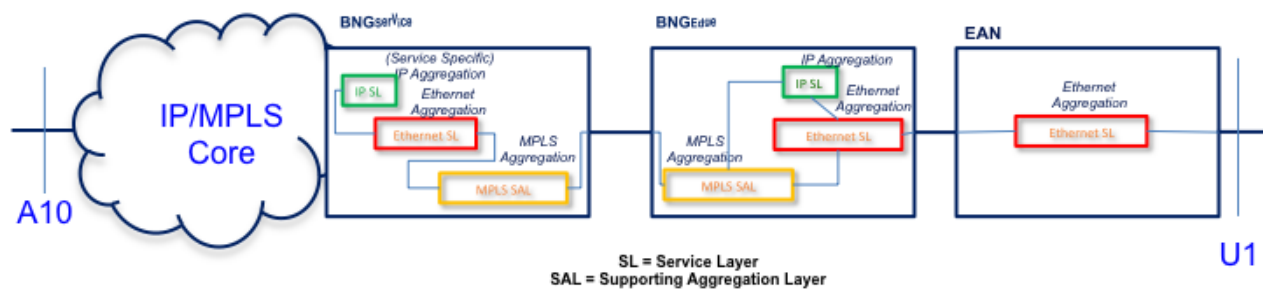 BNGserVice
BNGEdue
EAN
(Service Specific)
IP Aggregation
IP SL
Ethernet
Aggregation
Ethernet SL
MPLS
Aggregation
MPLS SAL
IP Aggregation
IP SL
Ethernet
Aggregation
Ethernet SL
MPLS
Aggregation
MPLS SAL
Ethernet
Aggregation
Ethernet SL
IP/MPLS
Core
A10
U1
SL = Service Layer
SAL = Supporting Aggregation Layer